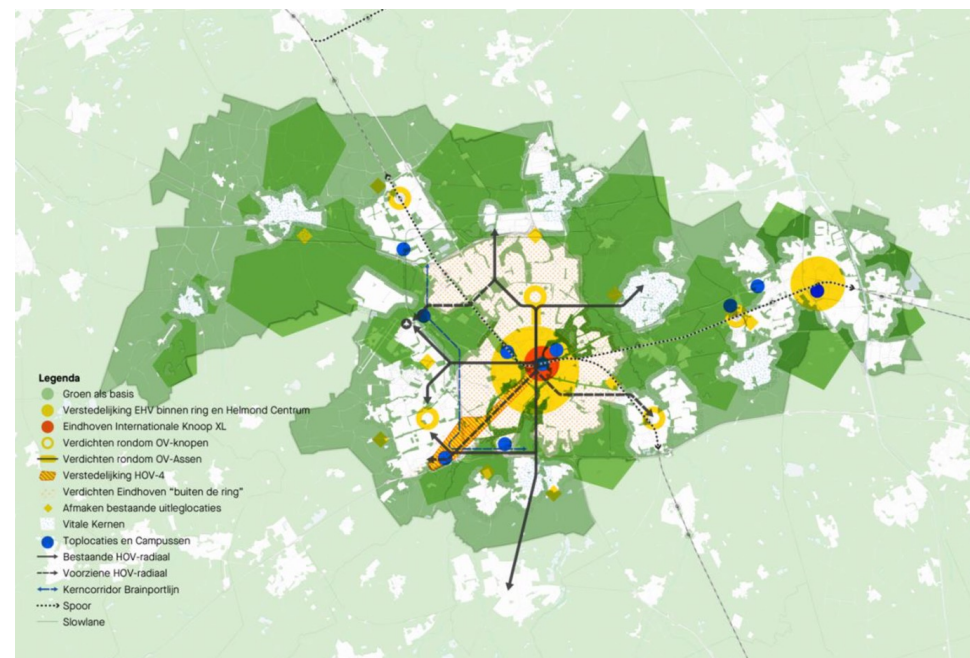 Legenda
Groen als basis
Verstedelijking EHV binnen ring en Helmond Centrum
Eindhoven Internationale Knoop XL
Verdichten rondom OV-knopen
Verdichten rondom OV-Assen
Verstedelijking HOV-4
Verdichten Eindhoven "buiten de ring"
Afmaken bestaande uitleglocaties
Vitale Kernen
Toplocaties en Campussen
Bestaande HOV-radiaal
Voorziene HOV-radiaal
Kerncorridor Brainportlijn
Spoor
Slowlane